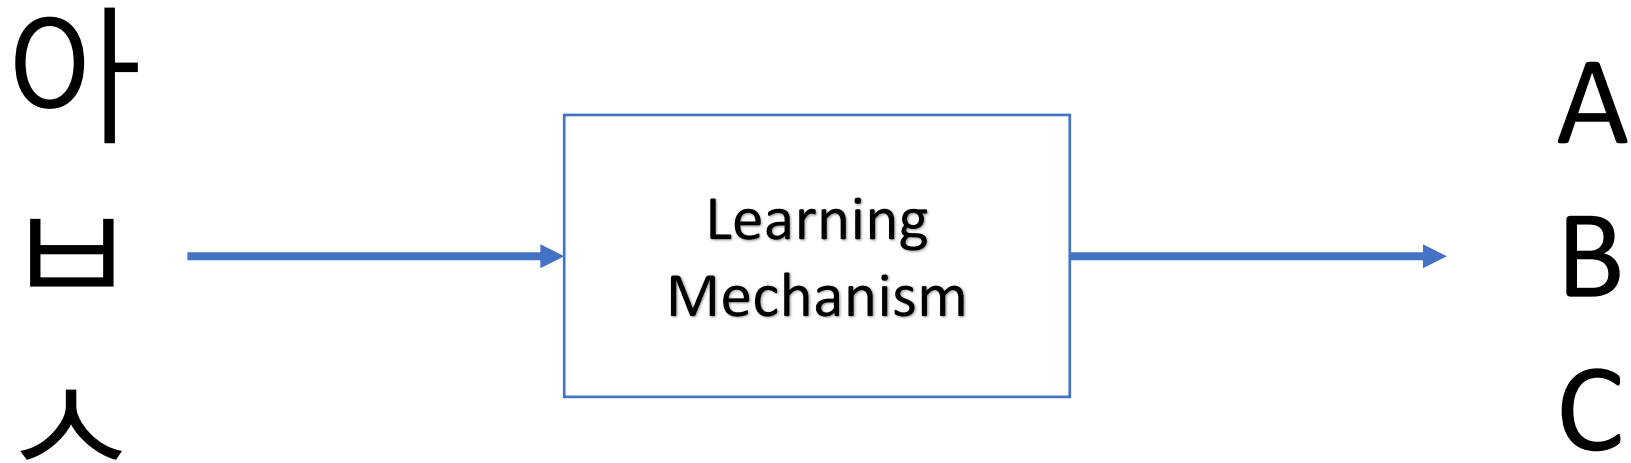 아
ㅂ
ㅅ
Learning
Mechanism
A
B
C